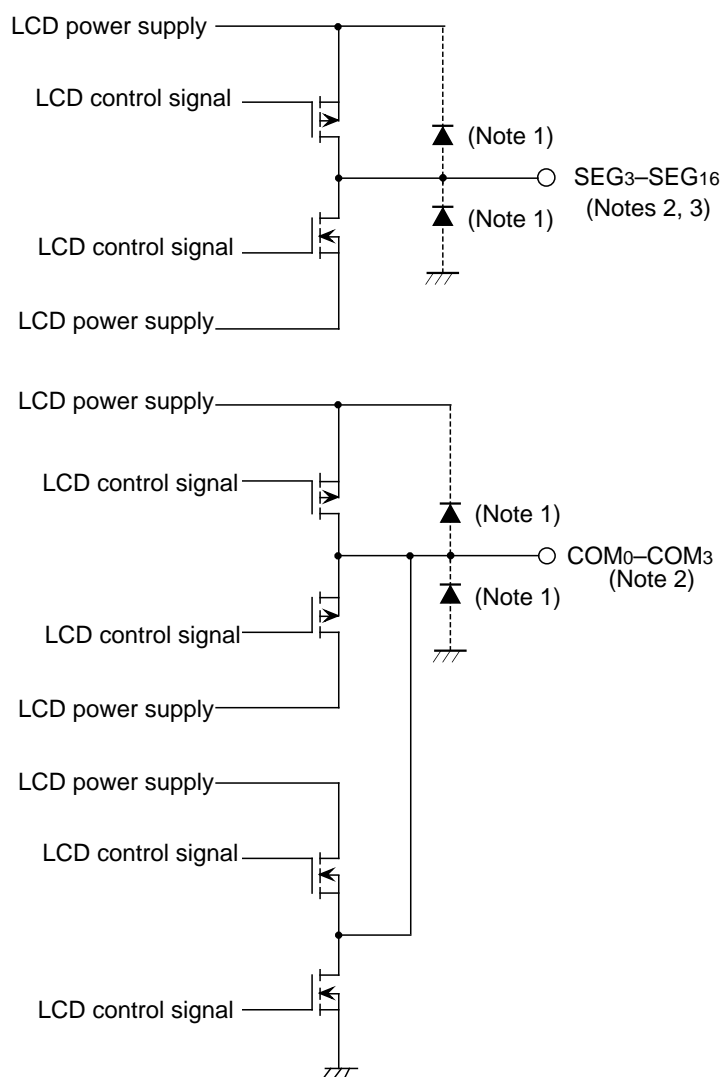 LCD power supply
LCD control signal
(Note 1)
SEG3–SEG16
(Notes 2, 3)
(Note 1)
LCD control signal
LCD power supply
LCD power supply
LCD control signal
(Note 1)
COM0–COM3
(Note 2)
(Note 1)
LCD control signal
LCD power supply
LCD power supply
LCD control signal
LCD control signal